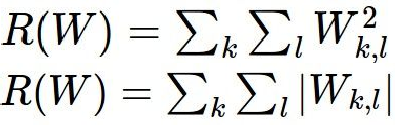 R(W) = ∑_k ∑_l W_{k,l}^2
R(W) = ∑_k ∑_l |W_{k,l}|